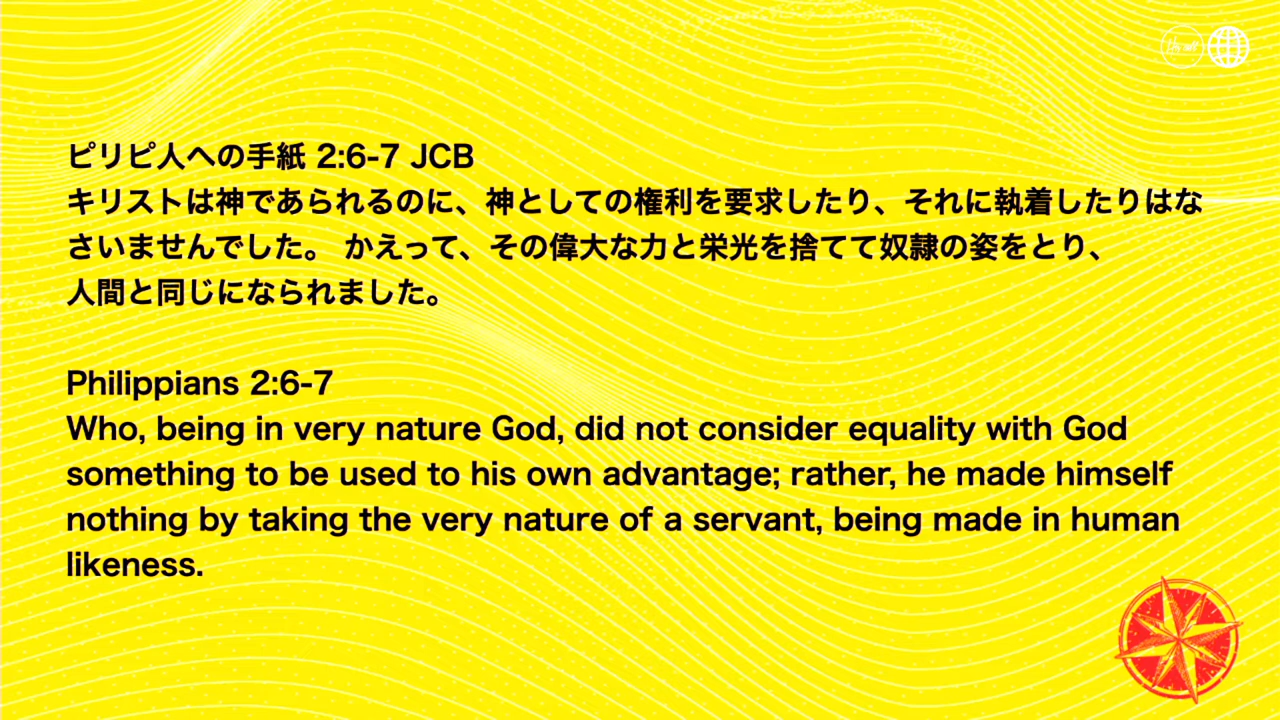 ピリピ人への手紙 2:6-7 JCB
キリストは神であられるのに、神としての権利を要求したり、それに執着したりはな
さいませんでした。 かえって、その偉大な力と栄光を捨てて奴隷の姿をとり、
人間と同じになられました。
Philippians 2:6-7
Who, being in very nature God, did not consider equality with God
something to be used to his own advantage; rather, he made himself
nothing by taking the very nature of a servant, being made in human
likeness.